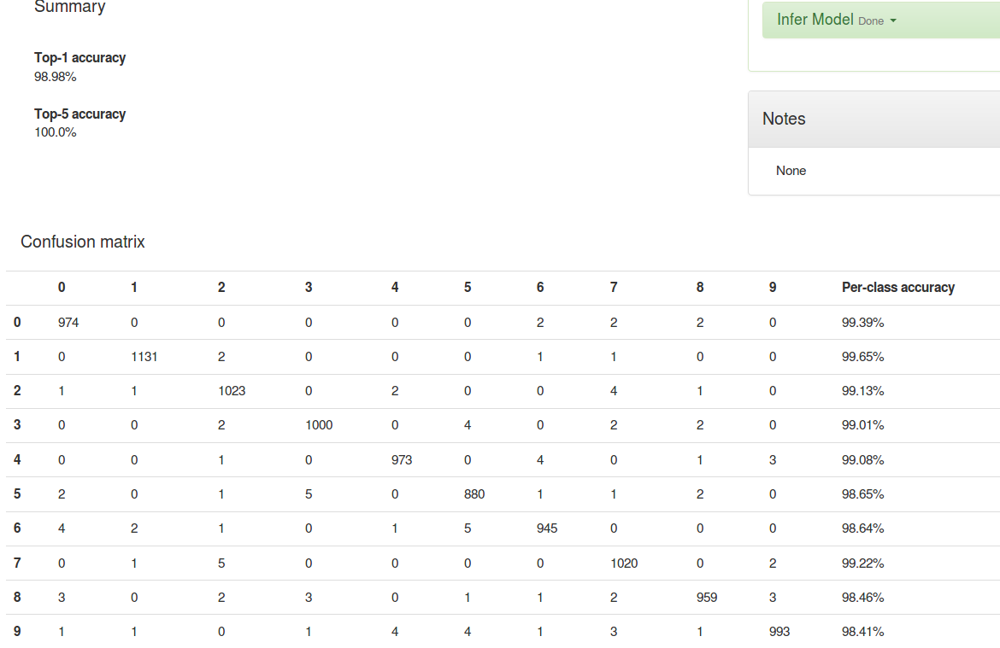 Summary
Infer Model Done
Top-1 accuracy
98.98%
Top-5 accuracy
100.0%
Notes
None
Confusion matrix
0 1 2 3 4 5 6 7 8 9 Per-class accuracy
0 974 0 0 0 0 0 2 2 2 0 99.39%
1 0 1131 2 0 0 0 1 1 0 0 99.65%
2 1 1 1023 0 2 0 0 4 1 0 99.13%
3 0 0 2 1000 0 4 0 2 2 0 99.01%
4 0 0 1 0 973 0 4 0 1 3 99.08%
5 2 0 1 5 0 880 1 1 2 0 98.65%
6 4 2 1 0 1 5 945 0 0 0 98.64%
7 0 1 5 0 0 0 0 1020 0 2 99.22%
8 3 0 2 3 0 1 1 2 959 3 98.46%
9 1 1 0 1 4 4 1 3 1 993 98.41%